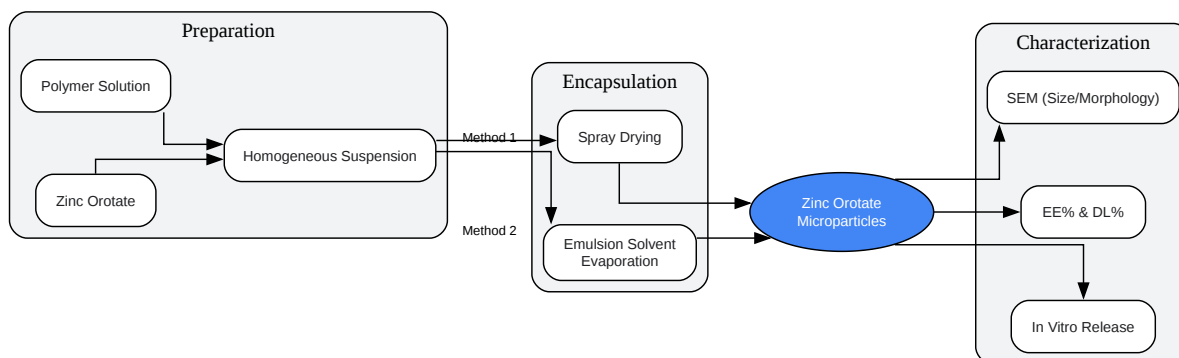 Preparation
Polymer Solution
Zinc Orotate
Homogeneous Suspension
Method 1
Method 2
Encapsulation
Spray Drying
Emulsion Solvent
Evaporation
Zinc Orotate
Microparticles
Characterization
SEM (Size/Morphology)
EE% & DL%
In Vitro Release